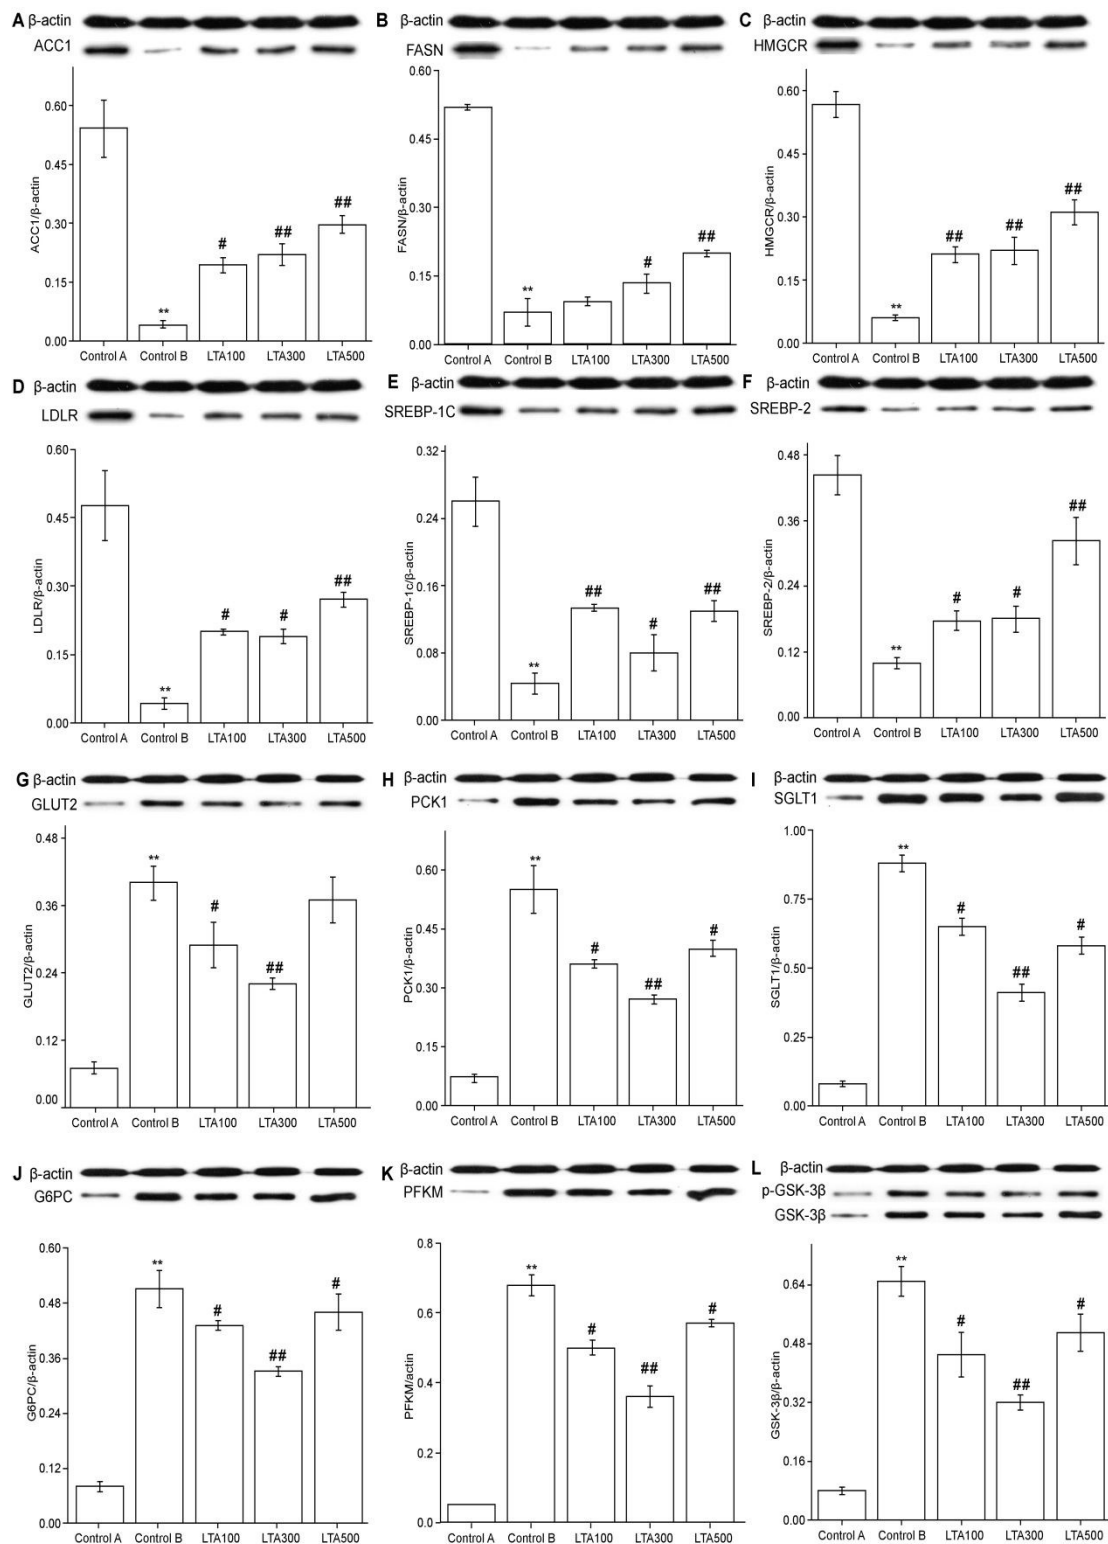 A β-actin
ACC1
ACC1/β-actin
0.60
0.45
0.30
0.15
0.00
**
#
##
##
Control A Control B LTA100 LTA300 LTA500
B β-actin
FASN
FASN/β-actin
0.60
0.45
0.30
0.15
0.00
**
#
##
Control A Control B LTA100 LTA300 LTA500
C β-actin
HMGCR
HMGCR/β-actin
0.60
0.45
0.30
0.15
0.00
**
##
##
##
Control A Control B LTA100 LTA300 LTA500
D β-actin
LDLR
LDLR/β-actin
0.60
0.45
0.30
0.15
0.00
**
#
#
##
Control A Control B LTA100 LTA300 LTA500
E β-actin
SREBP-1C
SREBP-1c/β-actin
0.32
0.24
0.16
0.08
0.00
**
##
#
##
Control A Control B LTA100 LTA300 LTA500
F β-actin
SREBP-2
SREBP-2/β-actin
0.48
0.36
0.24
0.12
0.00
**
#
#
##
Control A Control B LTA100 LTA300 LTA500
G β-actin
GLUT2
GLUT2/β-actin
0.48
0.36
0.24
0.12
0.00
**
#
##
Control A Control B LTA100 LTA300 LTA500
H β-actin
PCK1
PCK1/β-actin
0.60
0.45
0.30
0.15
0.00
**
#
##
#
Control A Control B LTA100 LTA300 LTA500
I β-actin
SGLT1
SGLT1/β-actin
1.00
0.75
0.50
0.25
0.00
**
#
##
#
Control A Control B LTA100 LTA300 LTA500
J β-actin
G6PC
G6PC/β-actin
0.60
0.48
0.36
0.24
0.12
0.00
**
#
##
#
Control A Control B LTA100 LTA300 LTA500
K β-actin
PFKM
PFKM/actin
0.8
0.6
0.4
0.2
0.0
**
#
##
#
Control A Control B LTA100 LTA300 LTA500
L β-actin
p-GSK-3β
GSK-3β
GSK-3β/β-actin
0.64
0.48
0.32
0.16
0.00
**
#
##
#
Control A Control B LTA100 LTA300 LTA500